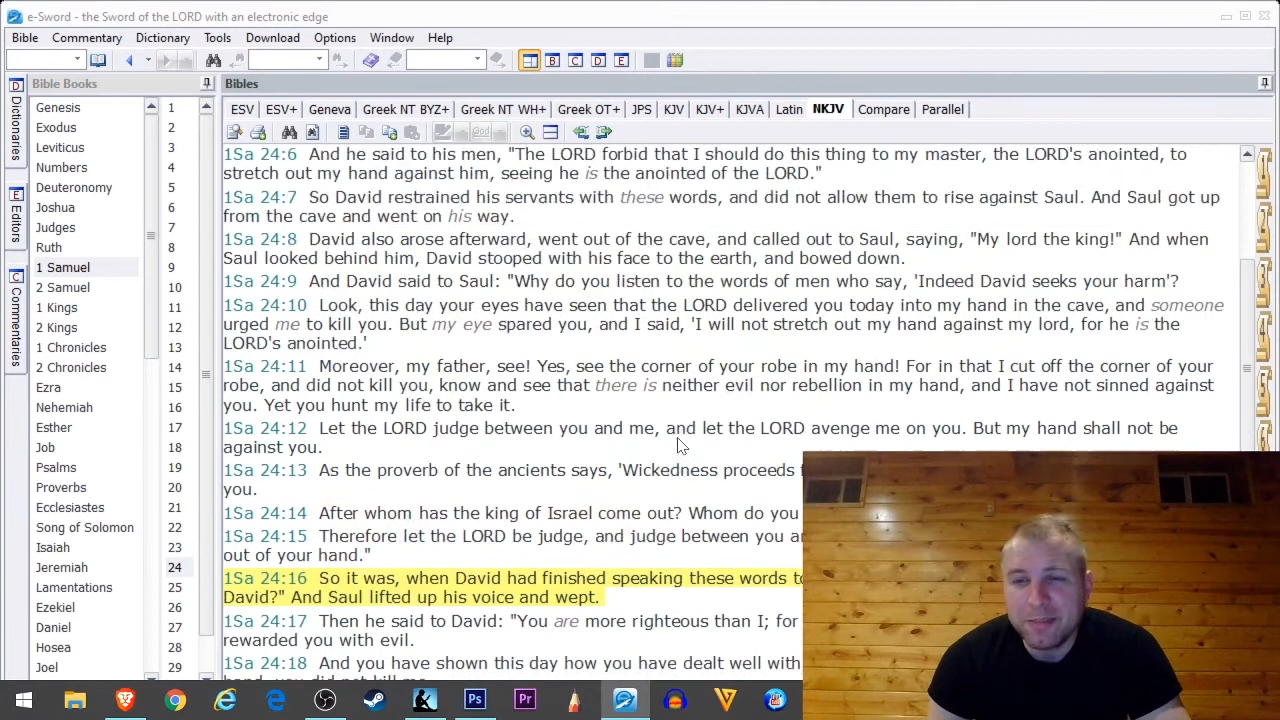 e-Sword - the Sword of the LORD with an electronic edge
Bible Commentary Dictionary Tools Download Options Window Help
B C D E
Bible Books
Bibles
D Dictionaries
E Editors
C Commentaries
ESV ESV+ Geneva Greek NT BYZ+ Greek NT WH+ Greek OT+ JPS KJV KJV+ KJVA Latin NKJV Compare Parallel
Genesis 1
Exodus 2
Leviticus 3
Numbers 4
Deuteronomy 5
Joshua 6
Judges 7
Ruth 8
1 Samuel 9
2 Samuel 10
1 Kings 11
2 Kings 12
1 Chronicles 13
2 Chronicles 14
Ezra 15
Nehemiah 16
Esther 17
Job 18
Psalms 19
Proverbs 20
Ecclesiastes 21
Song of Solomon 22
Isaiah 23
Jeremiah 24
Lamentations 25
Ezekiel 26
Daniel 27
Hosea 28
Joel 29
1Sa 24:6 And he said to his men, "The LORD forbid that I should do this thing to my master, the LORD's anointed, to
stretch out my hand against him, seeing he is the anointed of the LORD."
1Sa 24:7 So David restrained his servants with these words, and did not allow them to rise against Saul. And Saul got up
from the cave and went on his way.
1Sa 24:8 David also arose afterward, went out of the cave, and called out to Saul, saying, "My lord the king!" And when
Saul looked behind him, David stooped with his face to the earth, and bowed down.
1Sa 24:9 And David said to Saul: "Why do you listen to the words of men who say, 'Indeed David seeks your harm'?
1Sa 24:10 Look, this day your eyes have seen that the LORD delivered you today into my hand in the cave, and someone
urged me to kill you. But my eye spared you, and I said, 'I will not stretch out my hand against my lord, for he is the
LORD's anointed.'
1Sa 24:11 Moreover, my father, see! Yes, see the corner of your robe in my hand! For in that I cut off the corner of your
robe, and did not kill you, know and see that there is neither evil nor rebellion in my hand, and I have not sinned against
you. Yet you hunt my life to take it.
1Sa 24:12 Let the LORD judge between you and me, and let the LORD avenge me on you. But my hand shall not be
against you.
1Sa 24:13 As the proverb of the ancients says, 'Wickedness proceeds
you.
1Sa 24:14 After whom has the king of Israel come out? Whom do you
1Sa 24:15 Therefore let the LORD be judge, and judge between you
out of your hand."
1Sa 24:16 So it was, when David had finished speaking these words
David?" And Saul lifted up his voice and wept.
1Sa 24:17 Then he said to David: "You are more righteous than I; for
rewarded you with evil.
1Sa 24:18 And you have shown this day how you have dealt well with
1
2
3
4
5
6
Ps Pr